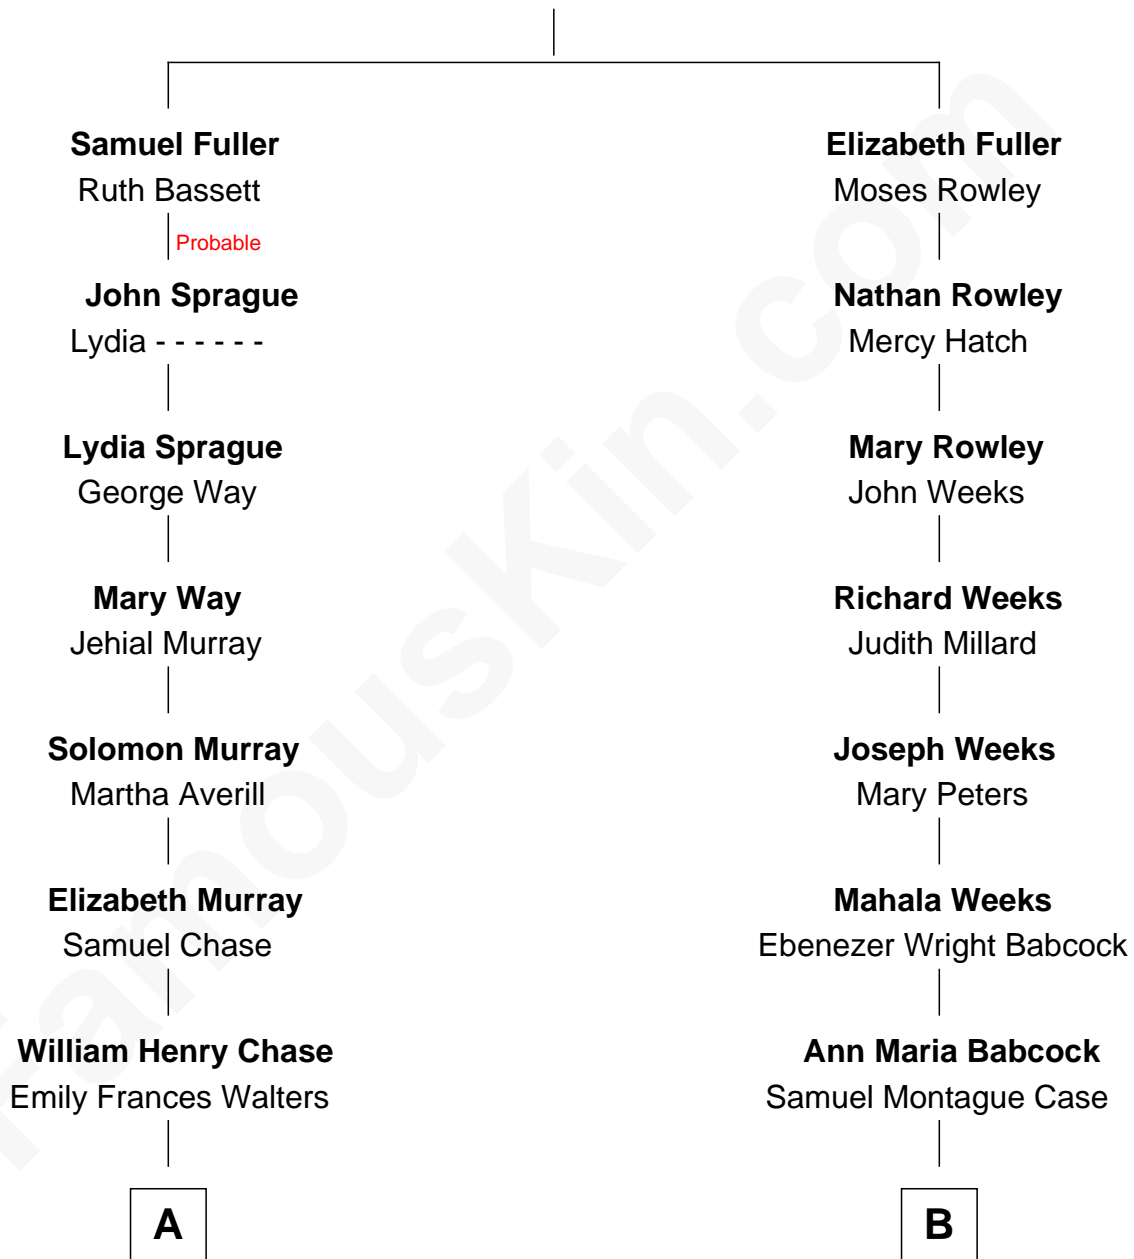 Samuel Fuller
Ruth Bassett
Probable
John Sprague
Lydia - - - - - -
Lydia Sprague
George Way
Mary Way
Jehial Murray
Solomon Murray
Martha Averill
Elizabeth Murray
Samuel Chase
William Henry Chase
Emily Frances Walters
A
Elizabeth Fuller
Moses Rowley
Nathan Rowley
Mercy Hatch
Mary Rowley
John Weeks
Richard Weeks
Judith Millard
Joseph Weeks
Mary Peters
Mahala Weeks
Ebenezer Wright Babcock
Ann Maria Babcock
Samuel Montague Case
B
FamousKin.com